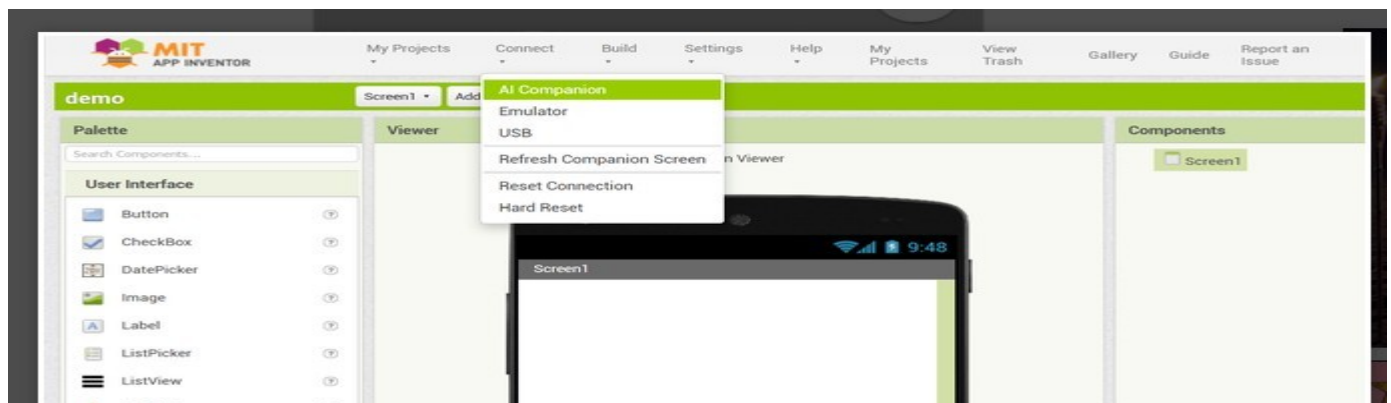 MIT
APP INVENTOR
My Projects
Connect
Build
Settings
Help
My
Projects
View
Trash
Gallery
Guide
Report an
Issue
demo
Screen1
Add
AI Companion
Emulator
USB
Refresh Companion Screen
Reset Connection
Hard Reset
Palette
Search Components...
User Interface
Button
CheckBox
DatePicker
Image
Label
ListPicker
ListView
Viewer
n Viewer
9:48
Screen1
Components
Screen1